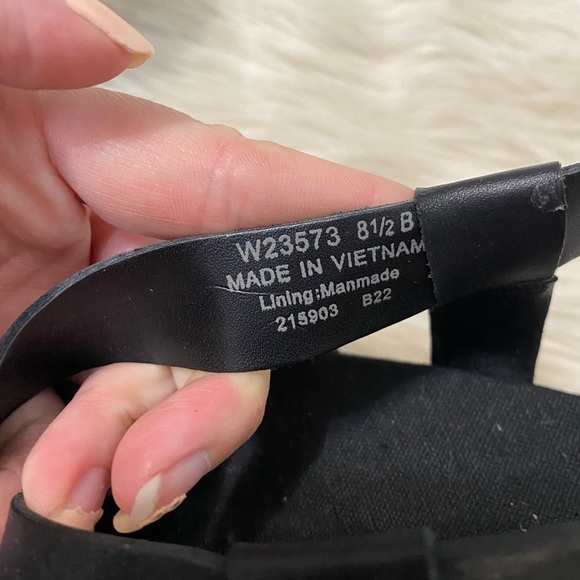 W23573 8½ B
MADE IN VIETNAM
Lining:Manmade
215903 B22